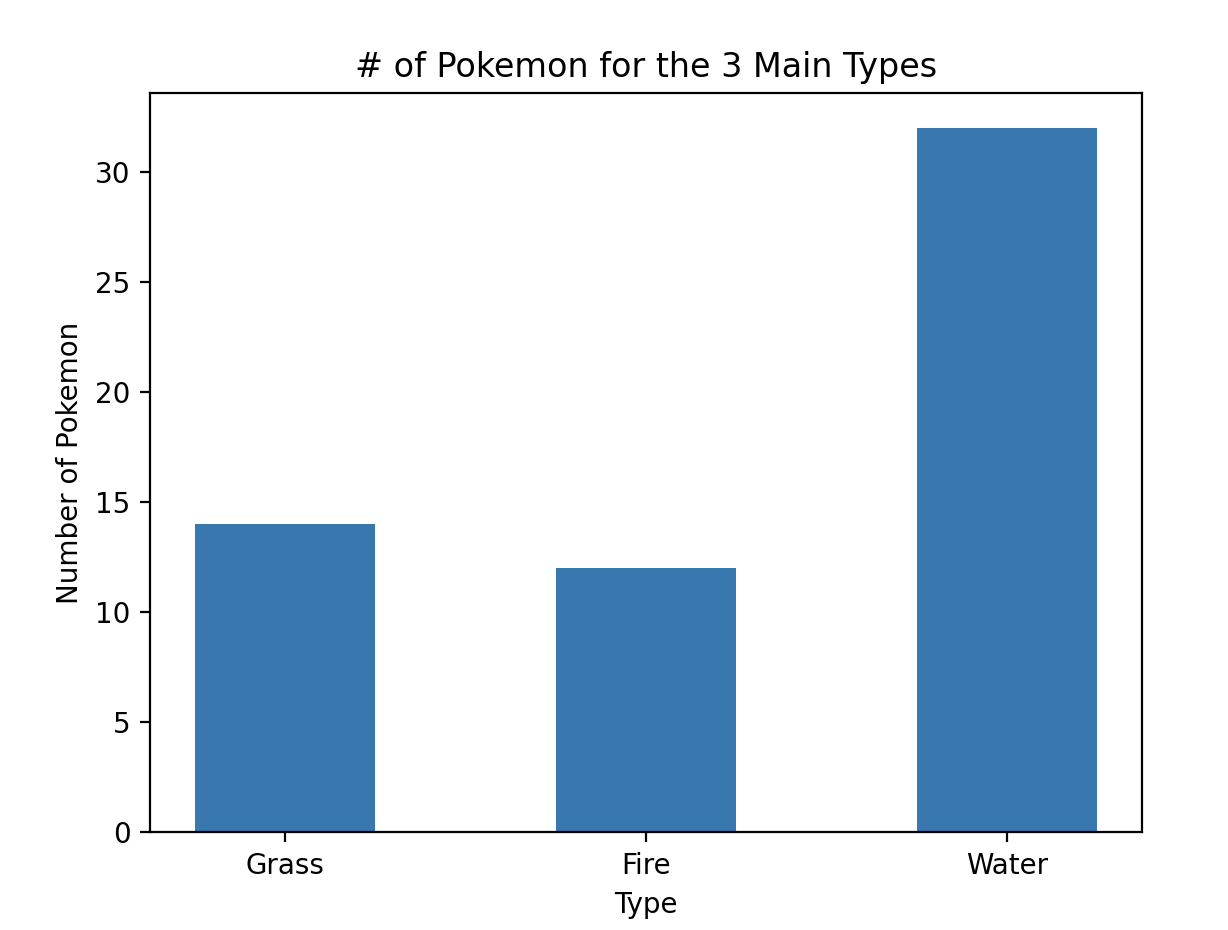 # of Pokemon for the 3 Main Types
Number of Pokemon
30
25
20
15
10
5
0
Grass
Fire
Water
Type